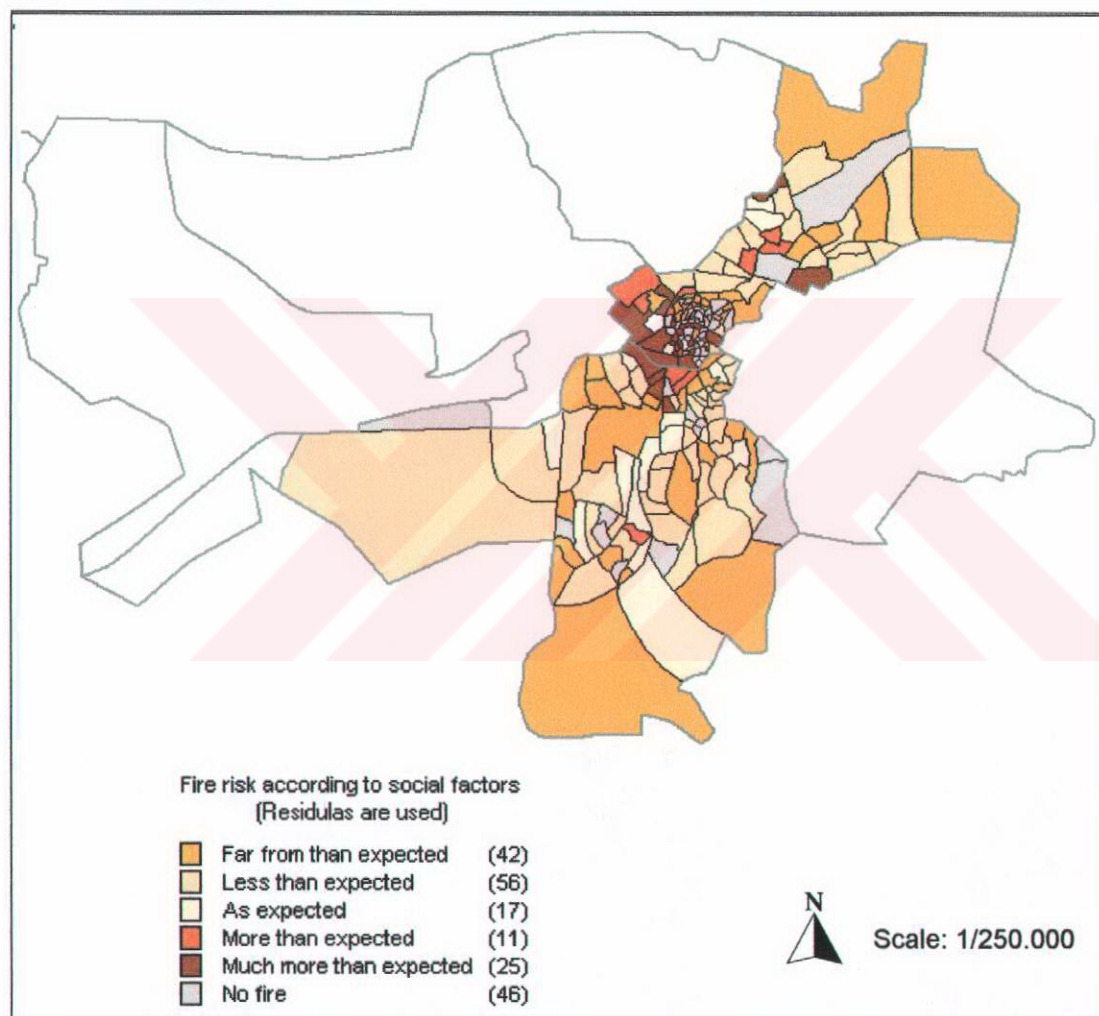 Fire risk according to social factors
(Residulas are used)
Far from than expected (42)
Less than expected (56)
As expected (17)
More than expected (11)
Much more than expected (25)
No fire (46)
N
Scale: 1/250.000